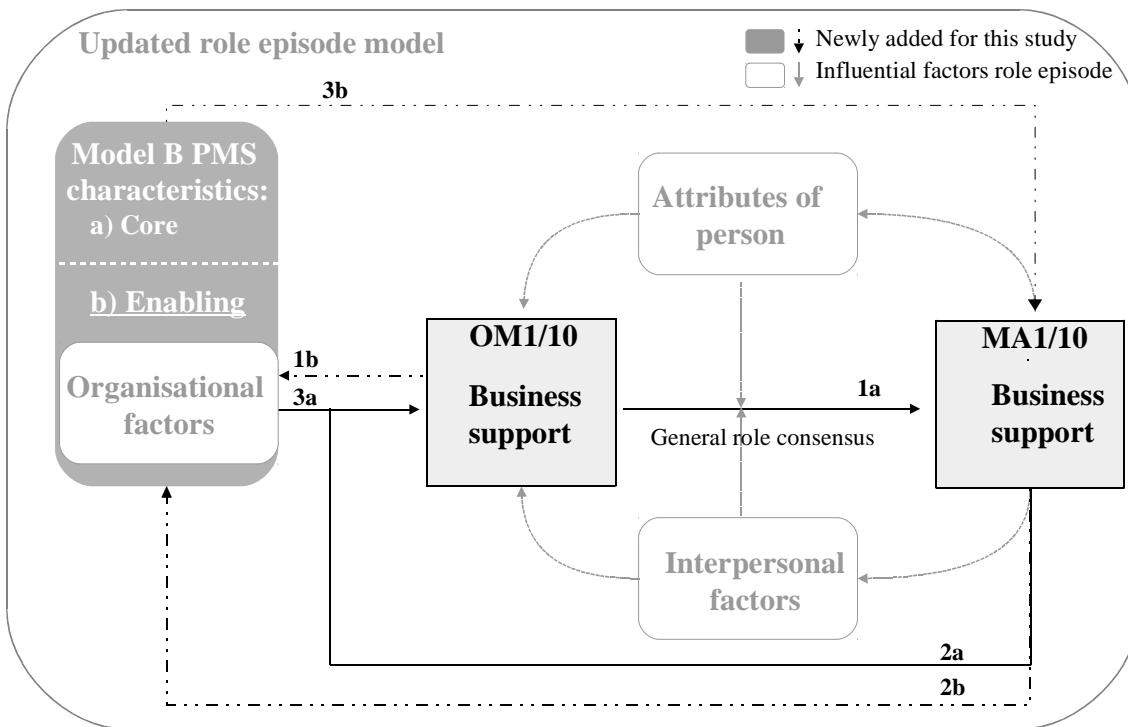 Updated role episode model
Newly added for this study
Influential factors role episode
3b
Model B PMS
characteristics:
a) Core
b) Enabling
Organisational
factors
1b
3a
OM1/10
Business
support
Attributes of
person
1a
General role consensus
Interpersonal
factors
MA1/10
Business
support
2a
2b